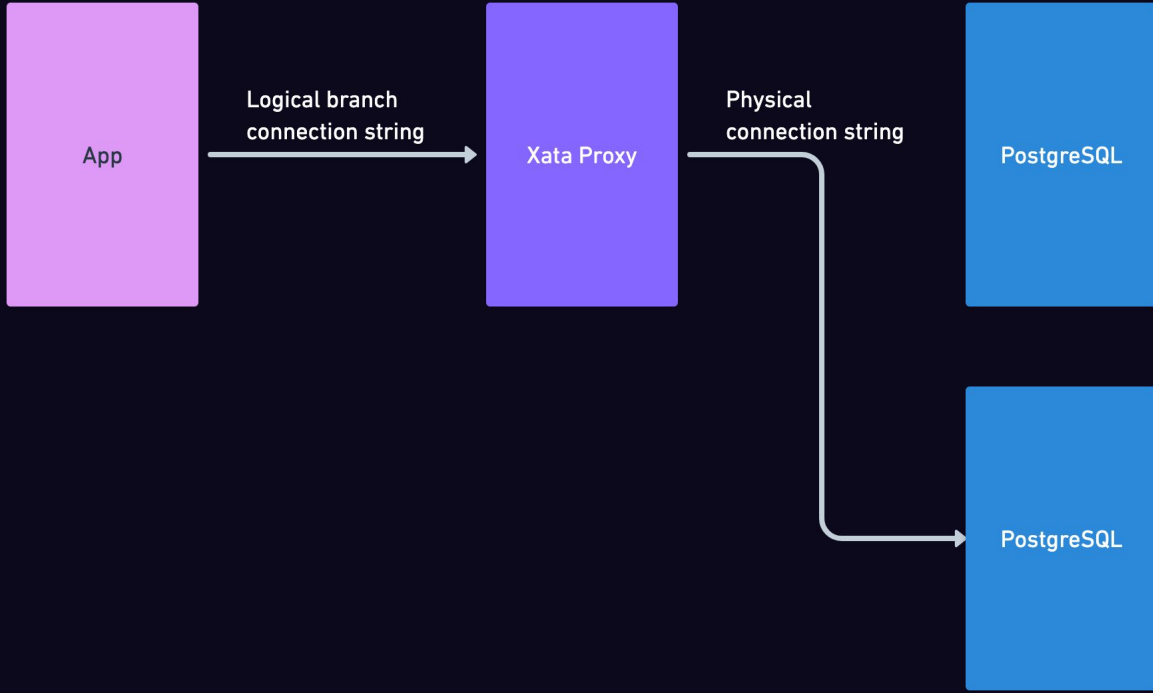 Logical branch
connection string
Physical
connection string
App
Xata Proxy
PostgreSQL
PostgreSQL